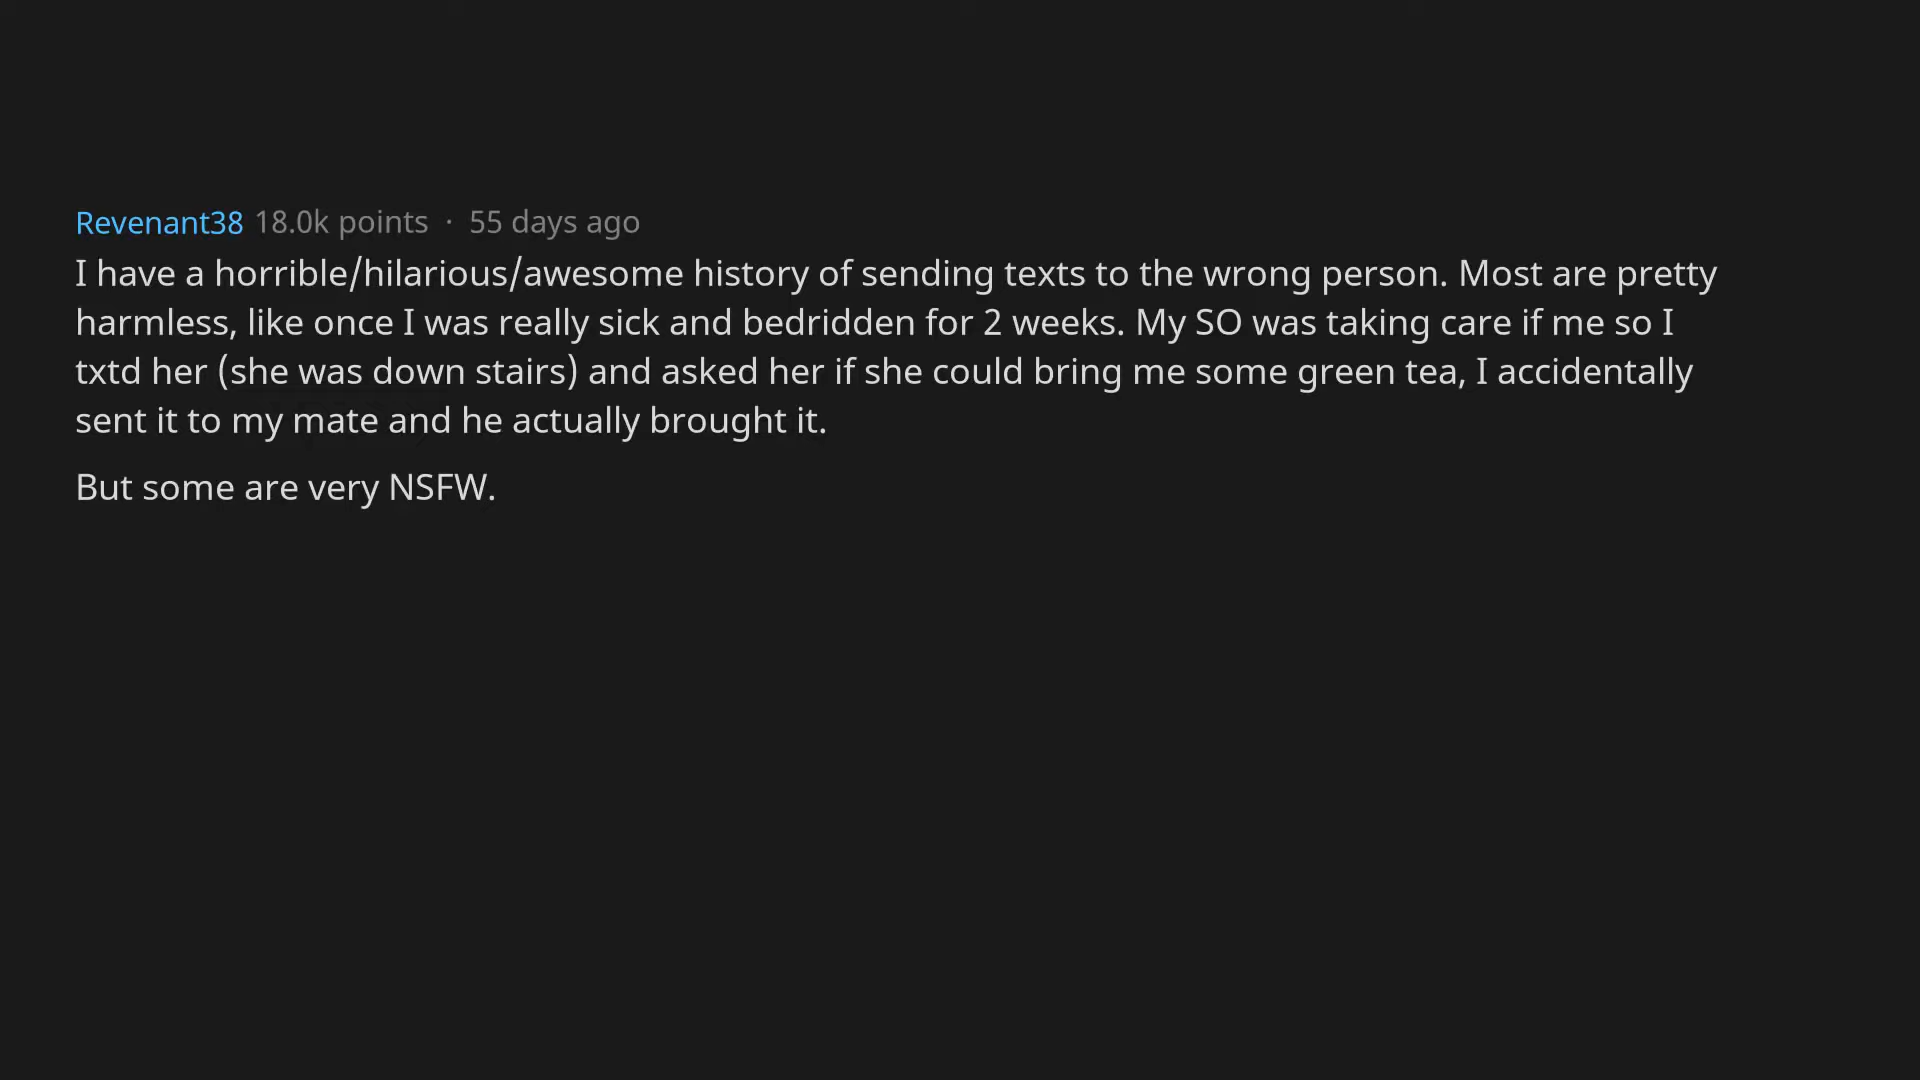 Revenant38 18.0k points · 55 days ago
I have a horrible/hilarious/awesome history of sending texts to the wrong person. Most are pretty
harmless, like once I was really sick and bedridden for 2 weeks. My SO was taking care if me so I
txtd her (she was down stairs) and asked her if she could bring me some green tea, I accidentally
sent it to my mate and he actually brought it.
But some are very NSFW.